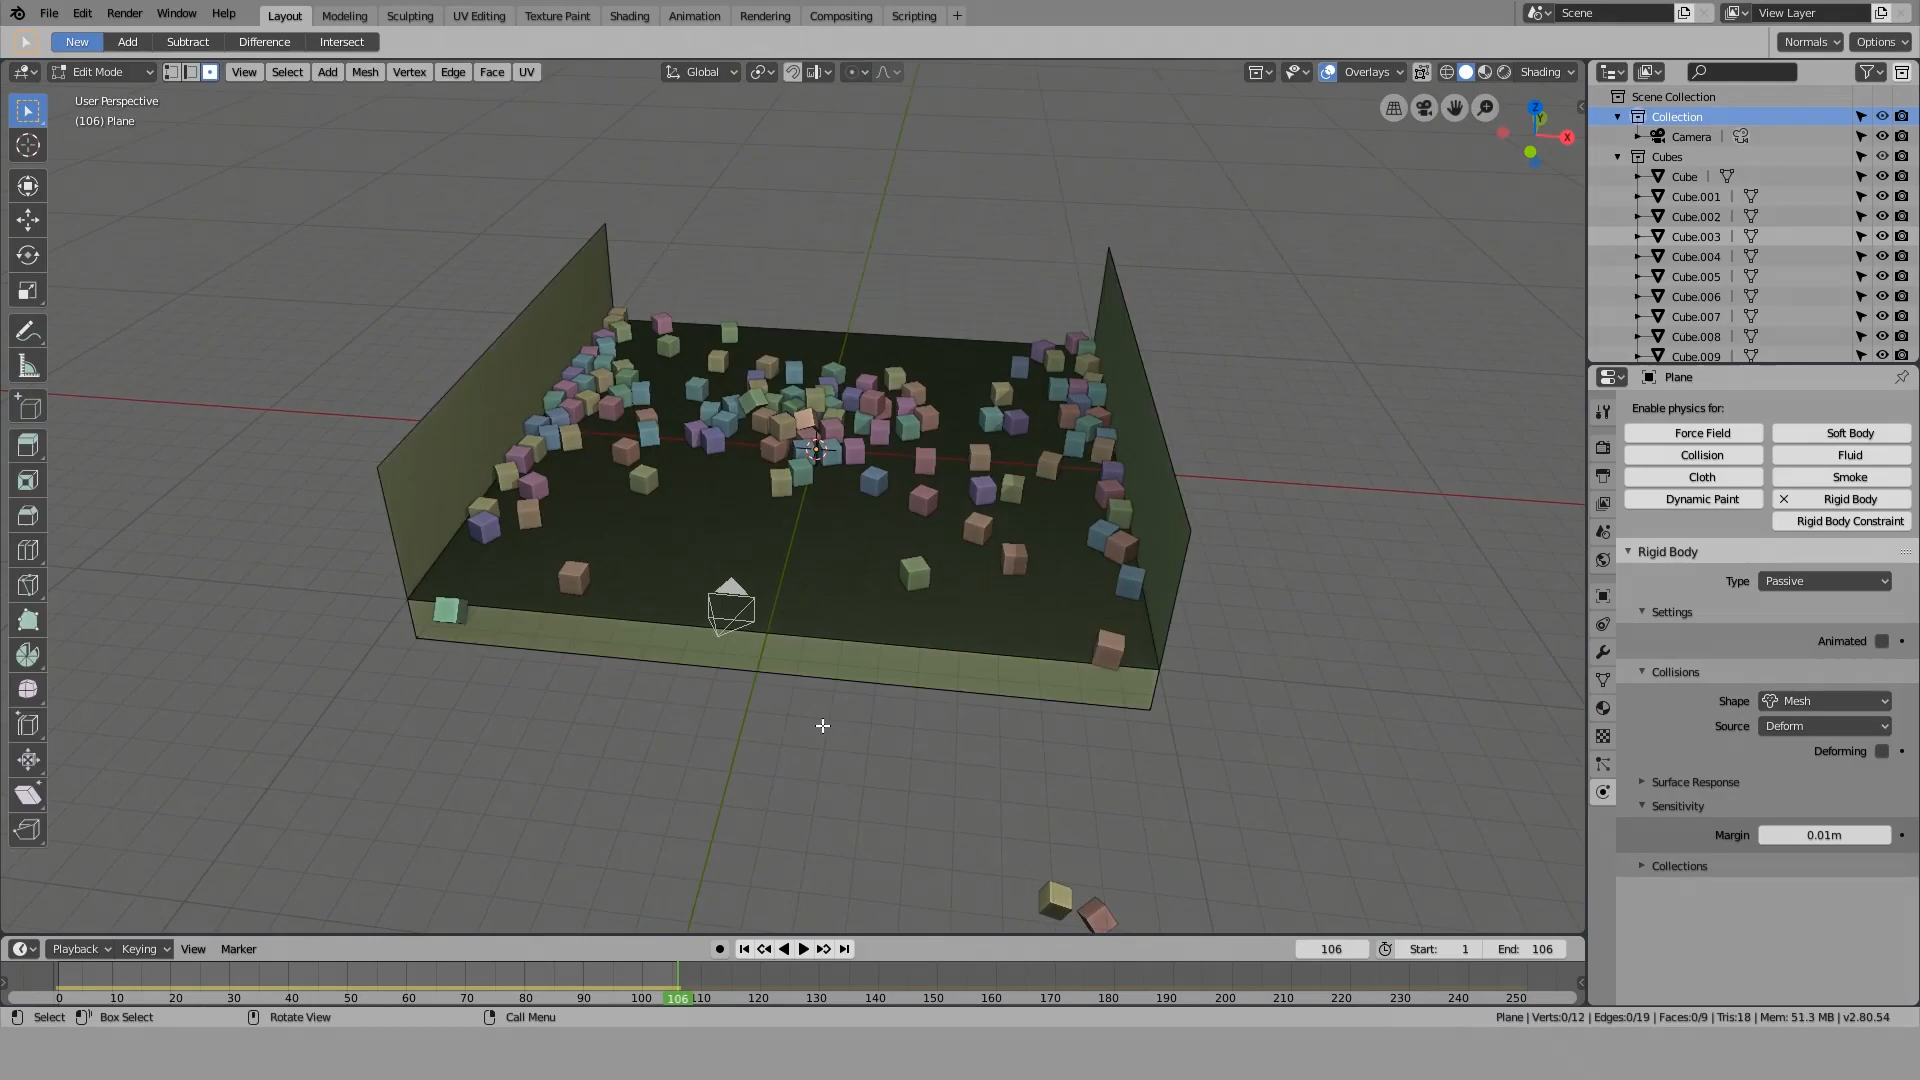 File Edit Render Window Help Layout Modeling Sculpting UV Editing Texture Paint Shading Animation Rendering Compositing Scripting + Scene View Layer
New Add Subtract Difference Intersect Normals Options
Edit Mode View Select Add Mesh Vertex Edge Face UV Global Overlays Shading
User Perspective
(106) Plane
Z
Y
X
Scene Collection
Collection
Camera
Cubes
Cube
Cube.001
Cube.002
Cube.003
Cube.004
Cube.005
Cube.006
Cube.007
Cube.008
Cube.009
Plane
Enable physics for:
Force Field Soft Body
Collision Fluid
Cloth Smoke
Dynamic Paint Rigid Body
Rigid Body Constraint
Rigid Body
Type Passive
Settings
Animated
Collisions
Shape Mesh
Source Deform
Deforming
Surface Response
Sensitivity
Margin 0.01m
Collections
Playback Keying View Marker 106 Start: 1 End: 106
0 10 20 30 40 50 60 70 80 90 100 106 110 120 130 140 150 160 170 180 190 200 210 220 230 240 250
Select Box Select Rotate View Call Menu Plane | Verts:0/12 | Edges:0/19 | Faces:0/9 | Tris:18 | Mem: 51.3 MB | v2.80.54